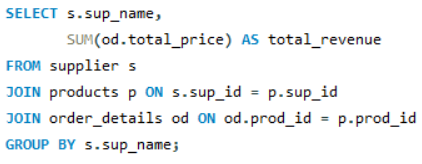 SELECT s.sup_name,
SUM(od.total_price) AS total_revenue
FROM supplier s
JOIN products p ON s.sup_id = p.sup_id
JOIN order_details od ON od.prod_id = p.prod_id
GROUP BY s.sup_name;